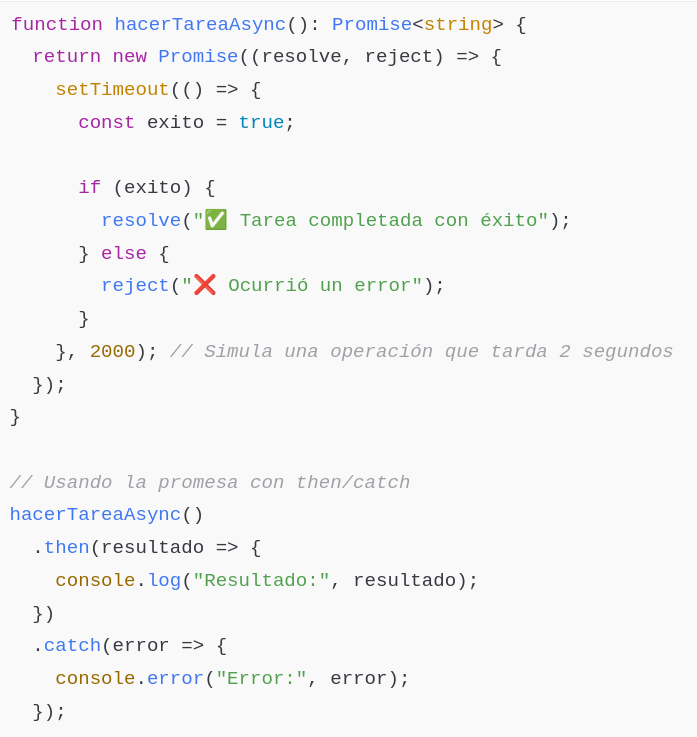 function hacerTareaAsync(): Promise<string> {
  return new Promise((resolve, reject) => {
    setTimeout(() => {
      const exito = true;

      if (exito) {
        resolve("✅ Tarea completada con éxito");
      } else {
        reject("❌ Ocurrió un error");
      }
    }, 2000); // Simula una operación que tarda 2 segundos
  });
}

// Usando la promesa con then/catch
hacerTareaAsync()
  .then(resultado => {
    console.log("Resultado:", resultado);
  })
  .catch(error => {
    console.error("Error:", error);
  });